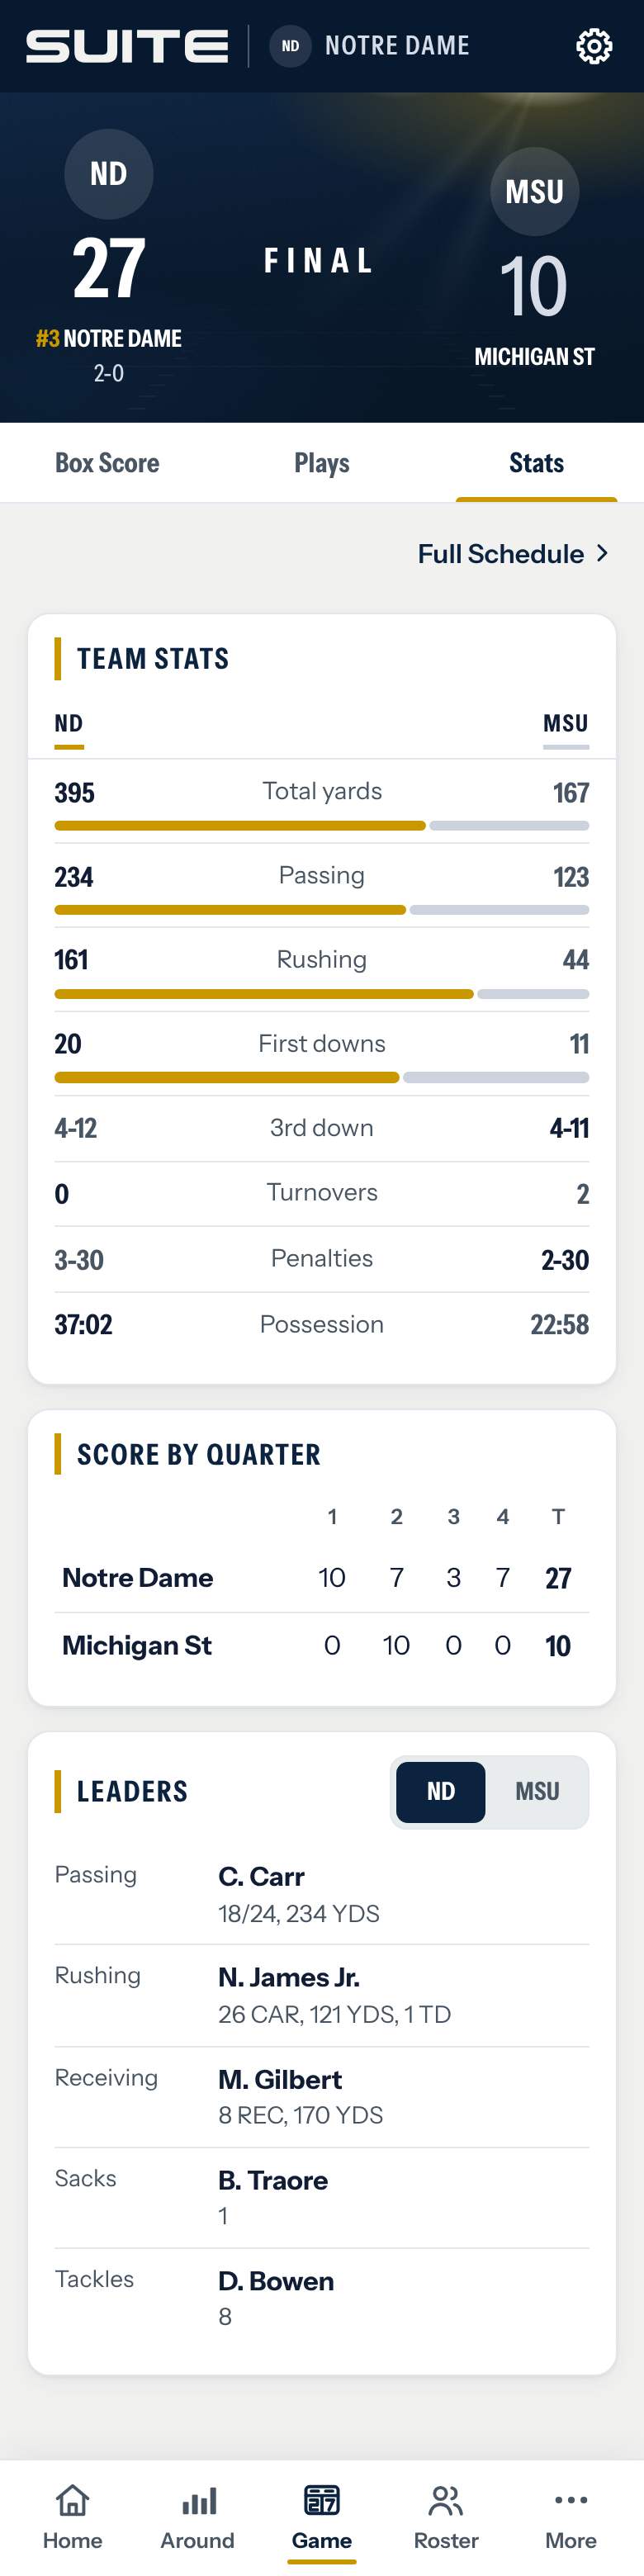 SUITE ND NOTRE DAME
ND
MSU
27
FINAL
10
#3 NOTRE DAME
MICHIGAN ST
2-0
Box Score Plays Stats
Full Schedule
TEAM STATS
ND MSU
395 Total yards 167
234 Passing 123
161 Rushing 44
20 First downs 11
4-12 3rd down 4-11
0 Turnovers 2
3-30 Penalties 2-30
37:02 Possession 22:58
SCORE BY QUARTER
1 2 3 4 T
Notre Dame 10 7 3 7 27
Michigan St 0 10 0 0 10
LEADERS ND MSU
Passing C. Carr
18/24, 234 YDS
Rushing N. James Jr.
26 CAR, 121 YDS, 1 TD
Receiving M. Gilbert
8 REC, 170 YDS
Sacks B. Traore
1
Tackles D. Bowen
8
Home Around Game Roster More